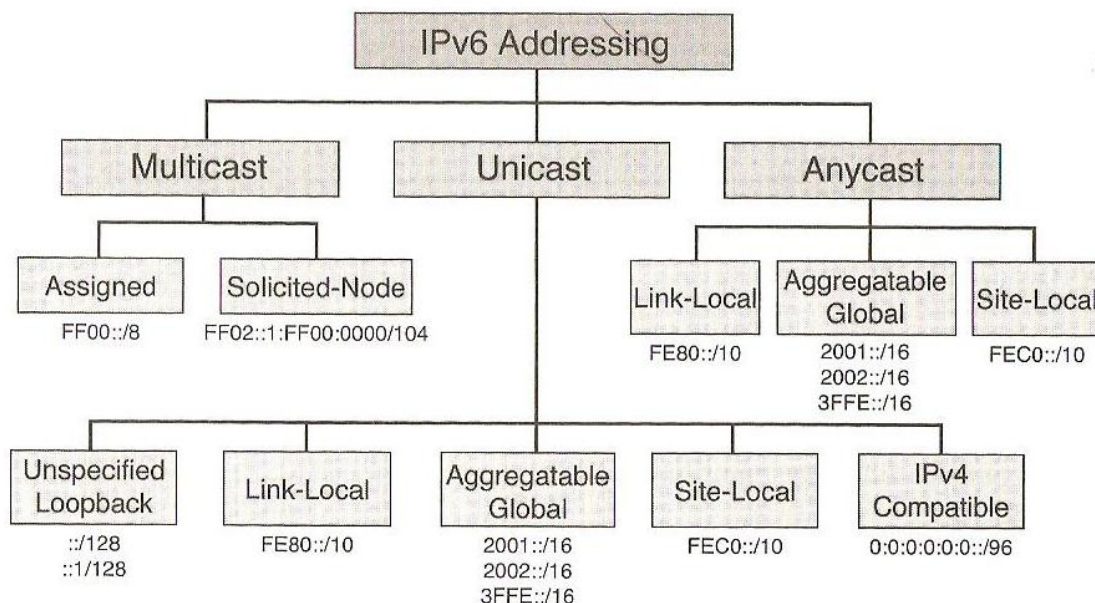 IPv6 Addressing
Multicast
Unicast
Anycast
Assigned
FF00::/8
Solicited-Node
FF02::1:FF00:0000/104
Link-Local
FE80::/10
Aggregatable
Global
2001::/16
2002::/16
3FFE::/16
Site-Local
FEC0::/10
Unspecified
Loopback
::/128
::1/128
Link-Local
FE80::/10
Aggregatable
Global
2001::/16
2002::/16
3FFE::/16
Site-Local
FEC0::/10
IPv4
Compatible
0:0:0:0:0:0::/96